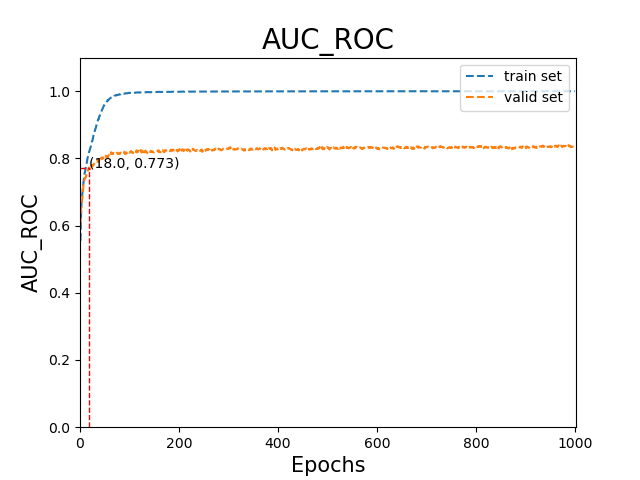 AUC_ROC
train set
valid set
(18.0, 0.773)
AUC_ROC
1.0
0.8
0.6
0.4
0.2
0.0
0 200 400 600 800 1000
Epochs